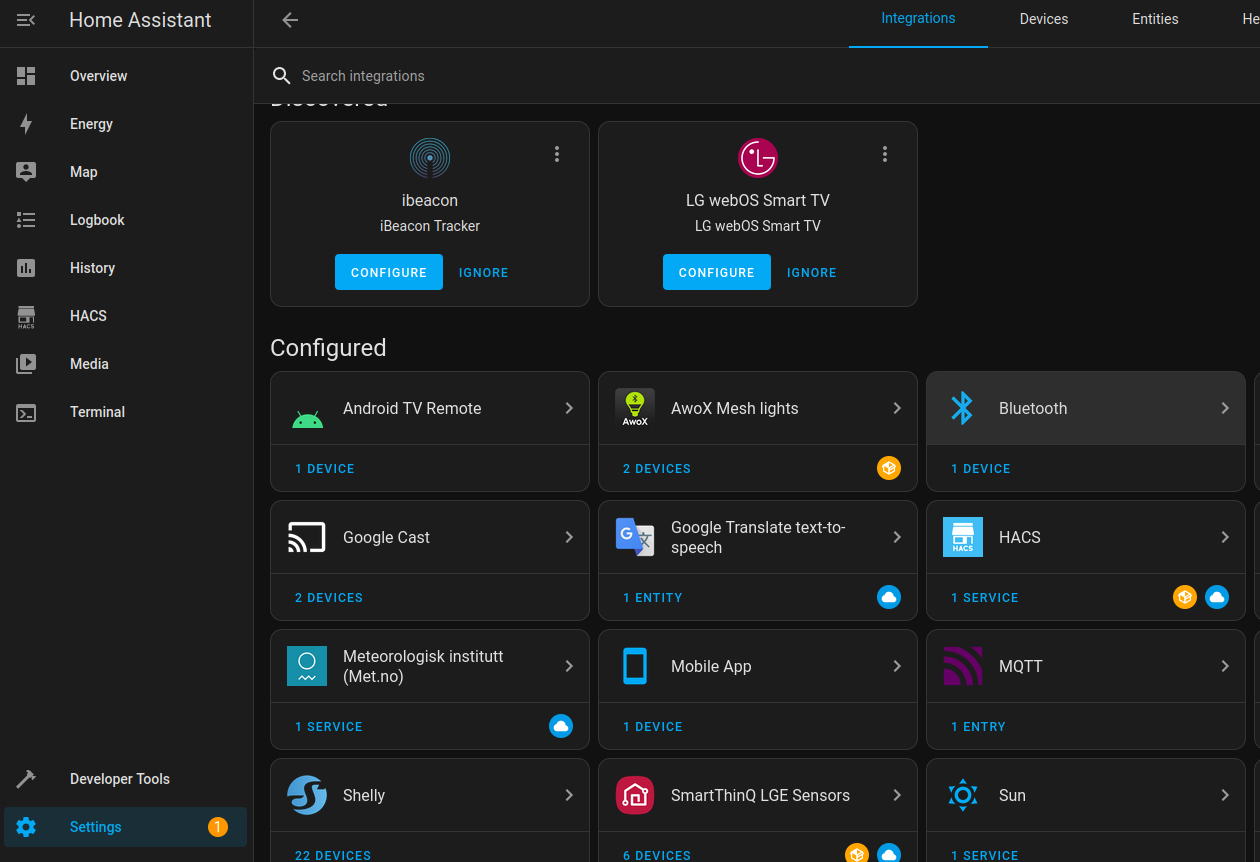 Home Assistant
Integrations
Devices
Entities
He
Overview
Energy
Map
Logbook
History
HACS
HACS
Media
Terminal
Developer Tools
Settings
1
Search integrations
Discovered
ibeacon
iBeacon Tracker
CONFIGURE
IGNORE
LG webOS Smart TV
LG webOS Smart TV
CONFIGURE
IGNORE
Configured
Android TV Remote
1 DEVICE
AwoX
AwoX Mesh lights
2 DEVICES
Bluetooth
1 DEVICE
Google Cast
2 DEVICES
G
Google Translate text-to-
speech
1 ENTITY
HACS
HACS
1 SERVICE
Meteorologisk institutt
(Met.no)
1 SERVICE
Mobile App
1 DEVICE
MQTT
1 ENTRY
Shelly
22 DEVICES
SmartThinQ LGE Sensors
6 DEVICES
Sun
1 SERVICE